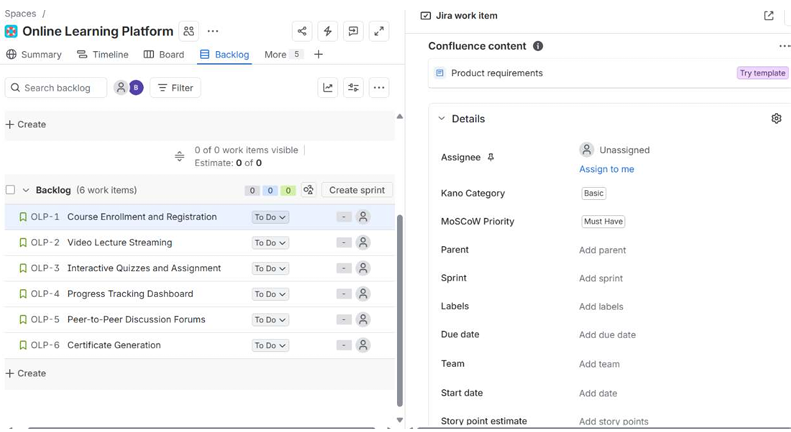 Spaces /
Online Learning Platform
Summary Timeline Board Backlog More 5
Search backlog B Filter
Create
0 of 0 work items visible
Estimate: 0 of 0
Backlog (6 work items) 0 0 0 Create sprint
OLP-1 Course Enrollment and Registration To Do -
OLP-2 Video Lecture Streaming To Do -
OLP-3 Interactive Quizzes and Assignment To Do -
OLP-4 Progress Tracking Dashboard To Do -
OLP-5 Peer-to-Peer Discussion Forums To Do -
OLP-6 Certificate Generation To Do -
Create
Jira work item
Confluence content
Product requirements Try template
Details
Assignee Unassigned
Assign to me
Kano Category Basic
MoSCoW Priority Must Have
Parent Add parent
Sprint Add sprint
Labels Add labels
Due date Add due date
Team Add team
Start date Add date
Story point estimate Add story points